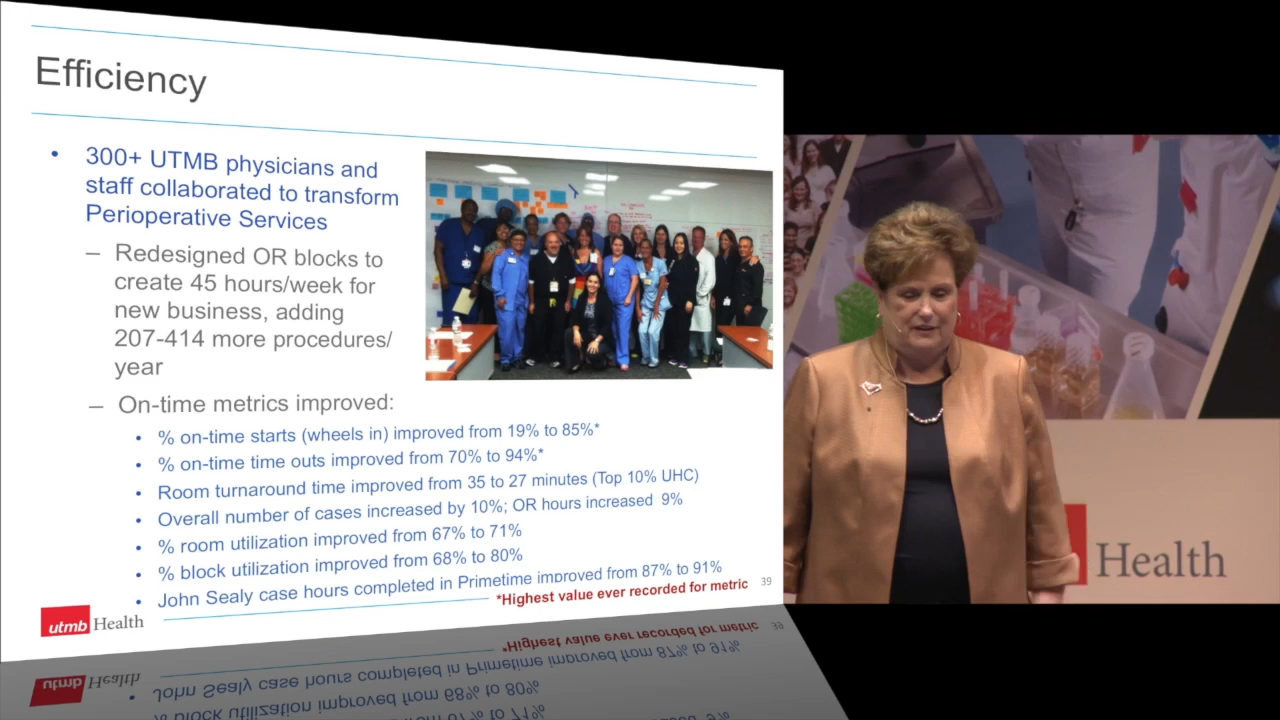 Efficiency
• 300+ UTMB physicians and
staff collaborated to transform
Perioperative Services
– Redesigned OR blocks to
create 45 hours/week for
new business, adding
207-414 more procedures/
year
– On-time metrics improved:
• % on-time starts (wheels in) improved from 19% to 85%*
• % on-time time outs improved from 70% to 94%*
• Room turnaround time improved from 35 to 27 minutes (Top 10% UHC)
• Overall number of cases increased by 10%; OR hours increased 9%
• % room utilization improved from 67% to 71%
• % block utilization improved from 68% to 80%
• John Sealy case hours completed in Primetime improved from 87% to 91%
*Highest value ever recorded for metric
39
utmb Health
Health